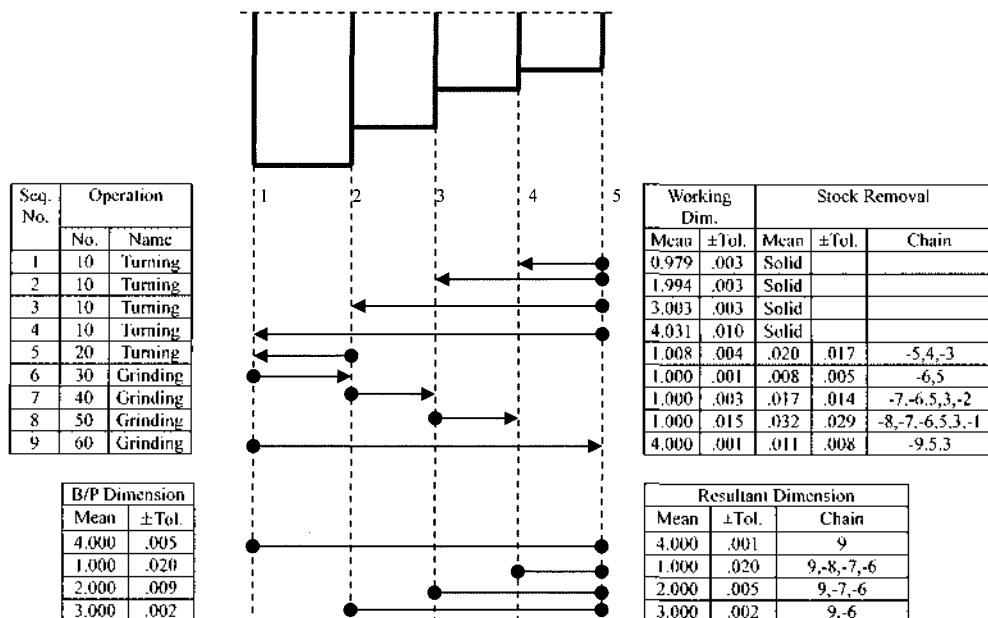 1 2 3 4 5
Seq. No. Operation
No. Name
1 10 Turning
2 10 Turning
3 10 Turning
4 10 Turning
5 20 Turning
6 30 Grinding
7 40 Grinding
8 50 Grinding
9 60 Grinding
Working Dim. Stock Removal
Mean ±Tol. Mean ±Tol. Chain
0.979 .003 Solid
1.994 .003 Solid
3.003 .003 Solid
4.031 .010 Solid
1.008 .004 .020 .017 -5,4,-3
1.000 .001 .008 .005 -6,5
1.000 .003 .017 .014 -7,-6.5,3,-2
1.000 .015 .032 .029 -8,-7,-6,5,3,-1
4.000 .001 .011 .008 -9.5.3
B/P Dimension
Mean ±Tol.
4.000 .005
1.000 .020
2.000 .009
3.000 .002
Resultant Dimension
Mean ±Tol. Chain
4.000 .001 9
1.000 .020 9,-8,-7,-6
2.000 .005 9,-7,-6
3.000 .002 9,-6